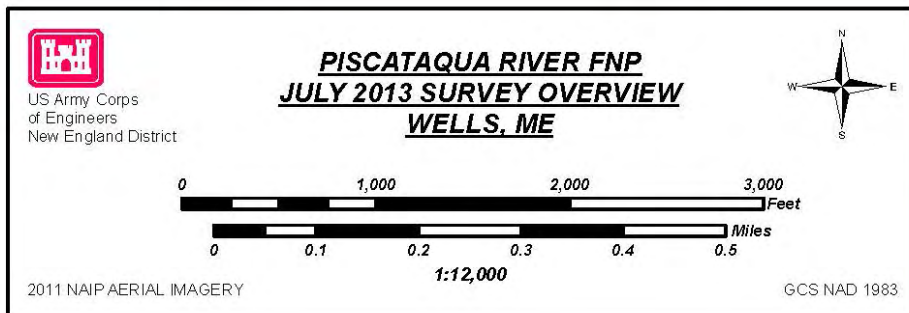 US Army Corps
of Engineers
New England District
PISCATAQUA RIVER FNP
JULY 2013 SURVEY OVERVIEW
WELLS, ME
N
W E
S
0 1,000 2,000 3,000
Feet
Miles
0 0.1 0.2 0.3 0.4 0.5
1:12,000
2011 NAIP AERIAL IMAGERY GCS NAD 1983